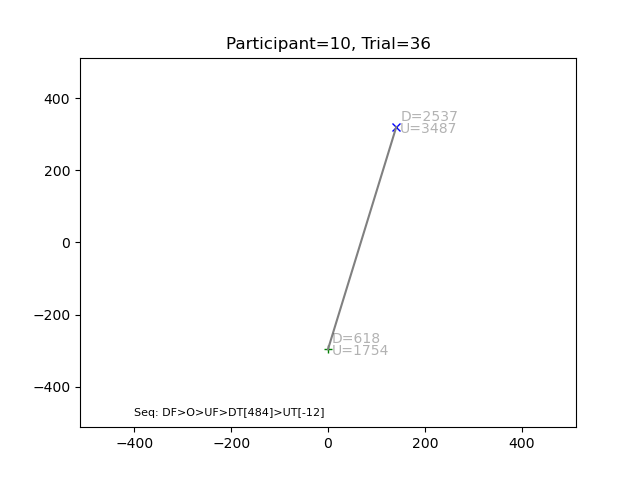 Participant=10, Trial=36
400
200
0
−200
−400
D=2537
U=3487
D=618
U=1754
Seq: DF>O>UF>DT[484]>UT[-12]
−400 −200 0 200 400